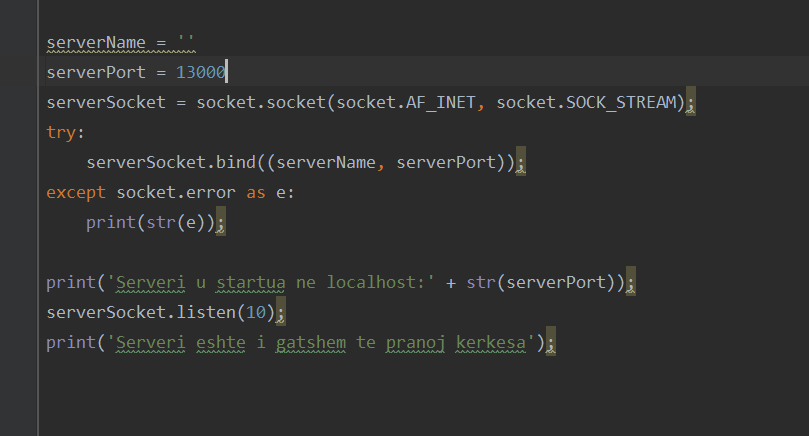 serverName = ''
serverPort = 13000
serverSocket = socket.socket(socket.AF_INET, socket.SOCK_STREAM);
try:
    serverSocket.bind((serverName, serverPort));
except socket.error as e:
    print(str(e));
print('Serveri u startua ne localhost:' + str(serverPort));
serverSocket.listen(10);
print('Serveri eshte i gatshem te pranoj kerkesa');